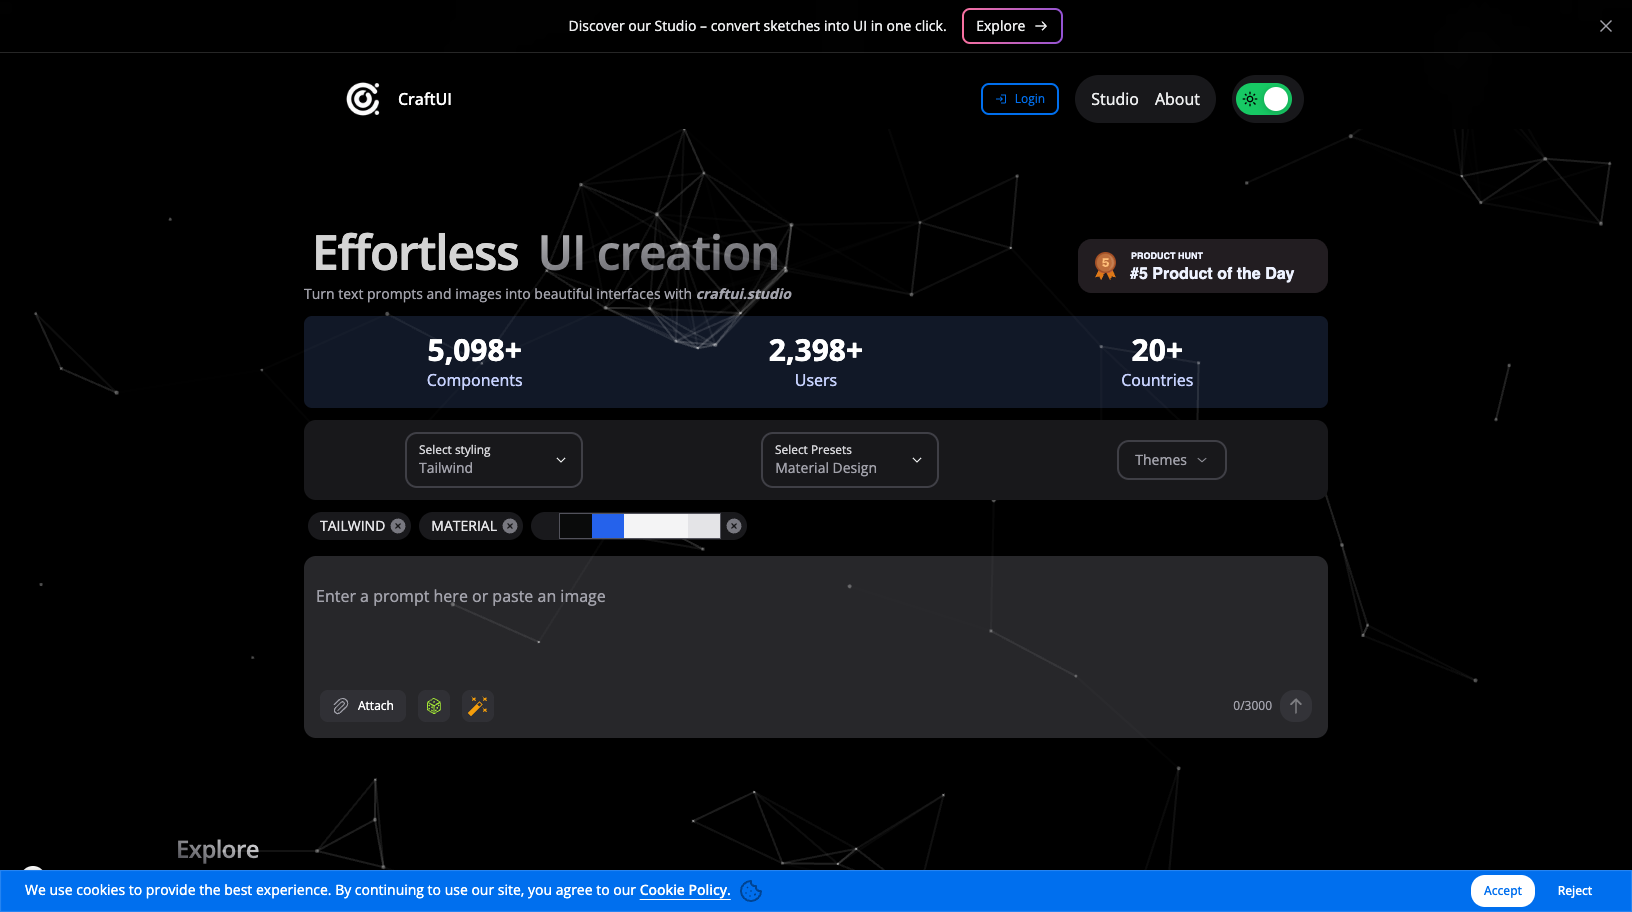 Discover our Studio – convert sketches into UI in one click.
Explore
CraftUI
Login
Studio
About
Effortless UI creation
Turn text prompts and images into beautiful interfaces with craftui.studio
5
PRODUCT HUNT
#5 Product of the Day
5,098+
Components
2,398+
Users
20+
Countries
Select styling
Tailwind
Select Presets
Material Design
Themes
TAILWIND
MATERIAL
Enter a prompt here or paste an image
Attach
0/3000
Explore
We use cookies to provide the best experience. By continuing to use our site, you agree to our Cookie Policy.
Accept
Reject